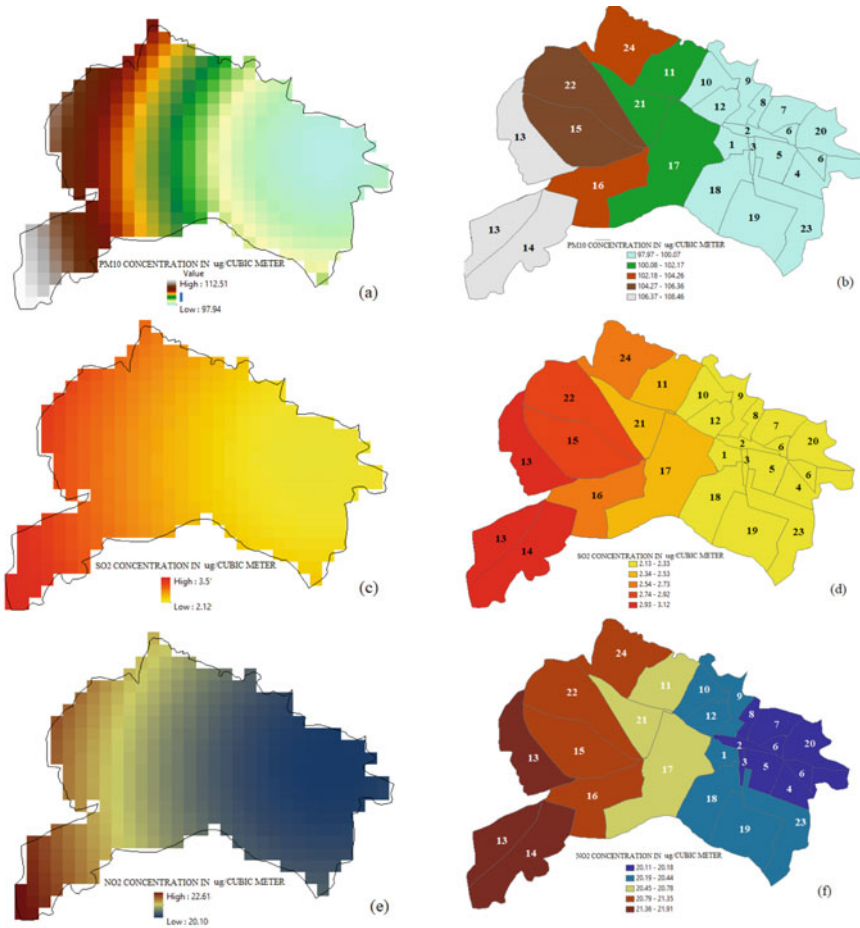 PM10 CONCENTRATION IN ug/CUBIC METER
Value
High : 112.51
Low : 97.94
(a)
24
11
10
9
22
12
8
7
21
13
20
2
6
15
1
3
5
6
17
4
16
18
13
19
23
14
PM10 CONCENTRATION IN ug/CUBIC METER
97.97 - 100.07
100.08 - 102.17
102.18 - 104.26
104.27 - 106.36
106.37 - 108.46
(b)
SO2 CONCENTRATION IN ug/CUBIC METER
High : 3.5
Low : 2.12
(c)
24
11
10
9
22
12
8
7
21
2
20
15
1
3
6
13
17
5
6
4
16
18
13
19
23
14
SO2 CONCENTRATION IN ug/CUBIC METER
2.13 - 2.33
2.34 - 2.53
2.54 - 2.73
2.74 - 2.92
2.93 - 3.12
(d)
NO2 CONCENTRATION IN ug/CUBIC METER
High : 22.61
Low : 20.10
(e)
24
11
10
9
22
12
8
7
21
2
6
20
15
1
3
5
6
13
17
4
16
18
13
19
23
14
NO2 CONCENTRATION IN ug/CUBIC METER
20.11 - 20.18
20.19 - 20.44
20.45 - 20.78
20.79 - 21.35
21.36 - 21.91
(f)